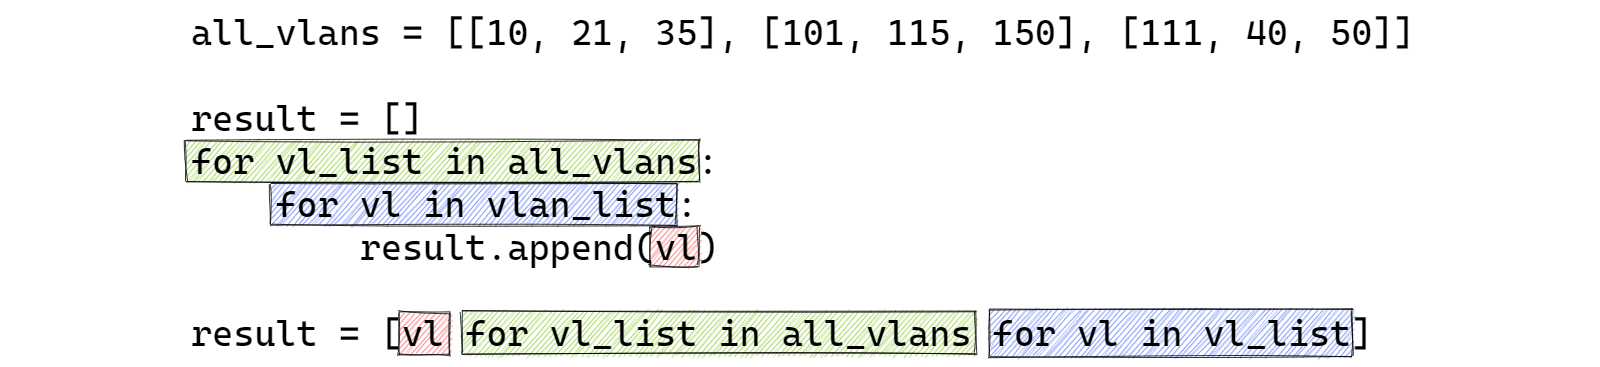 all_vlans = [[10, 21, 35], [101, 115, 150], [111, 40, 50]]
result = []
for vl_list in all_vlans:
for vl in vlan_list:
result.append(vl)
result = [vl for vl_list in all_vlans for vl in vl_list]